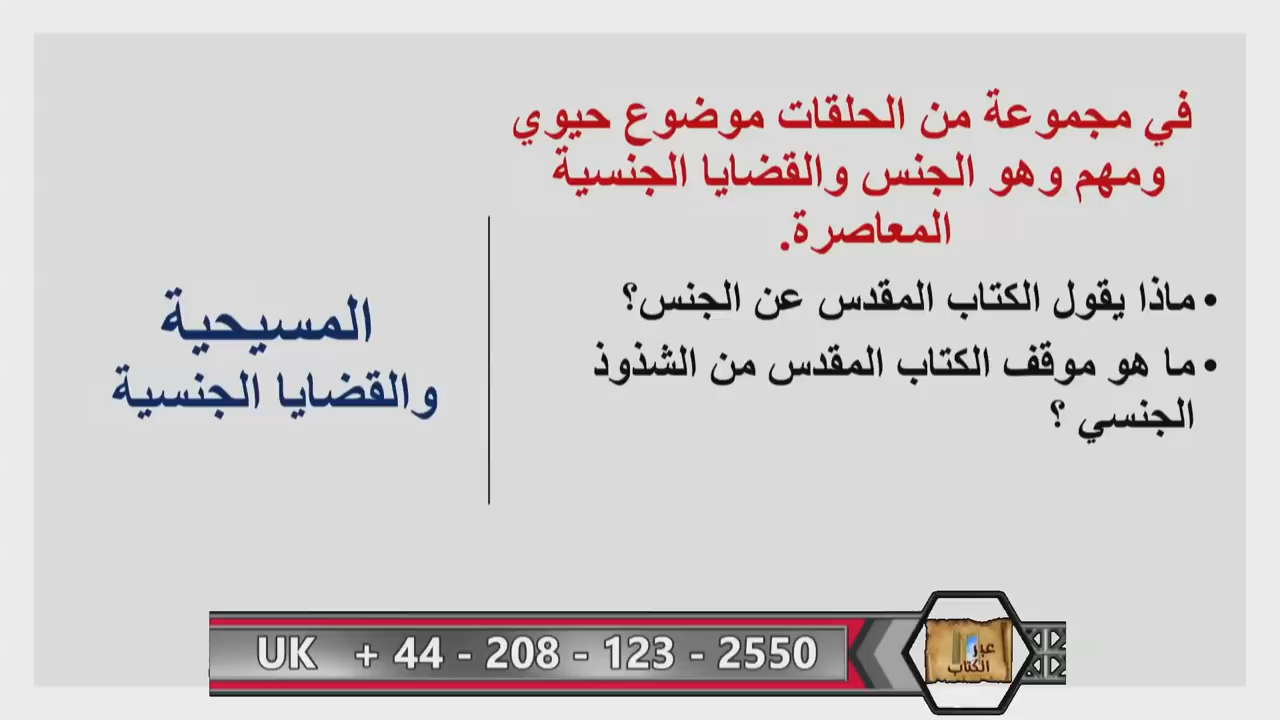 في مجموعة من الحلقات موضوع حيوي
ومهم وهو الجنس والقضايا الجنسية
المعاصرة.
• ماذا يقول الكتاب المقدس عن الجنس؟
• ما هو موقف الكتاب المقدس من الشذوذ
الجنسي ؟
المسيحية
والقضايا الجنسية
UK + 44 - 208 - 123 - 2550
عبر
الكتاب